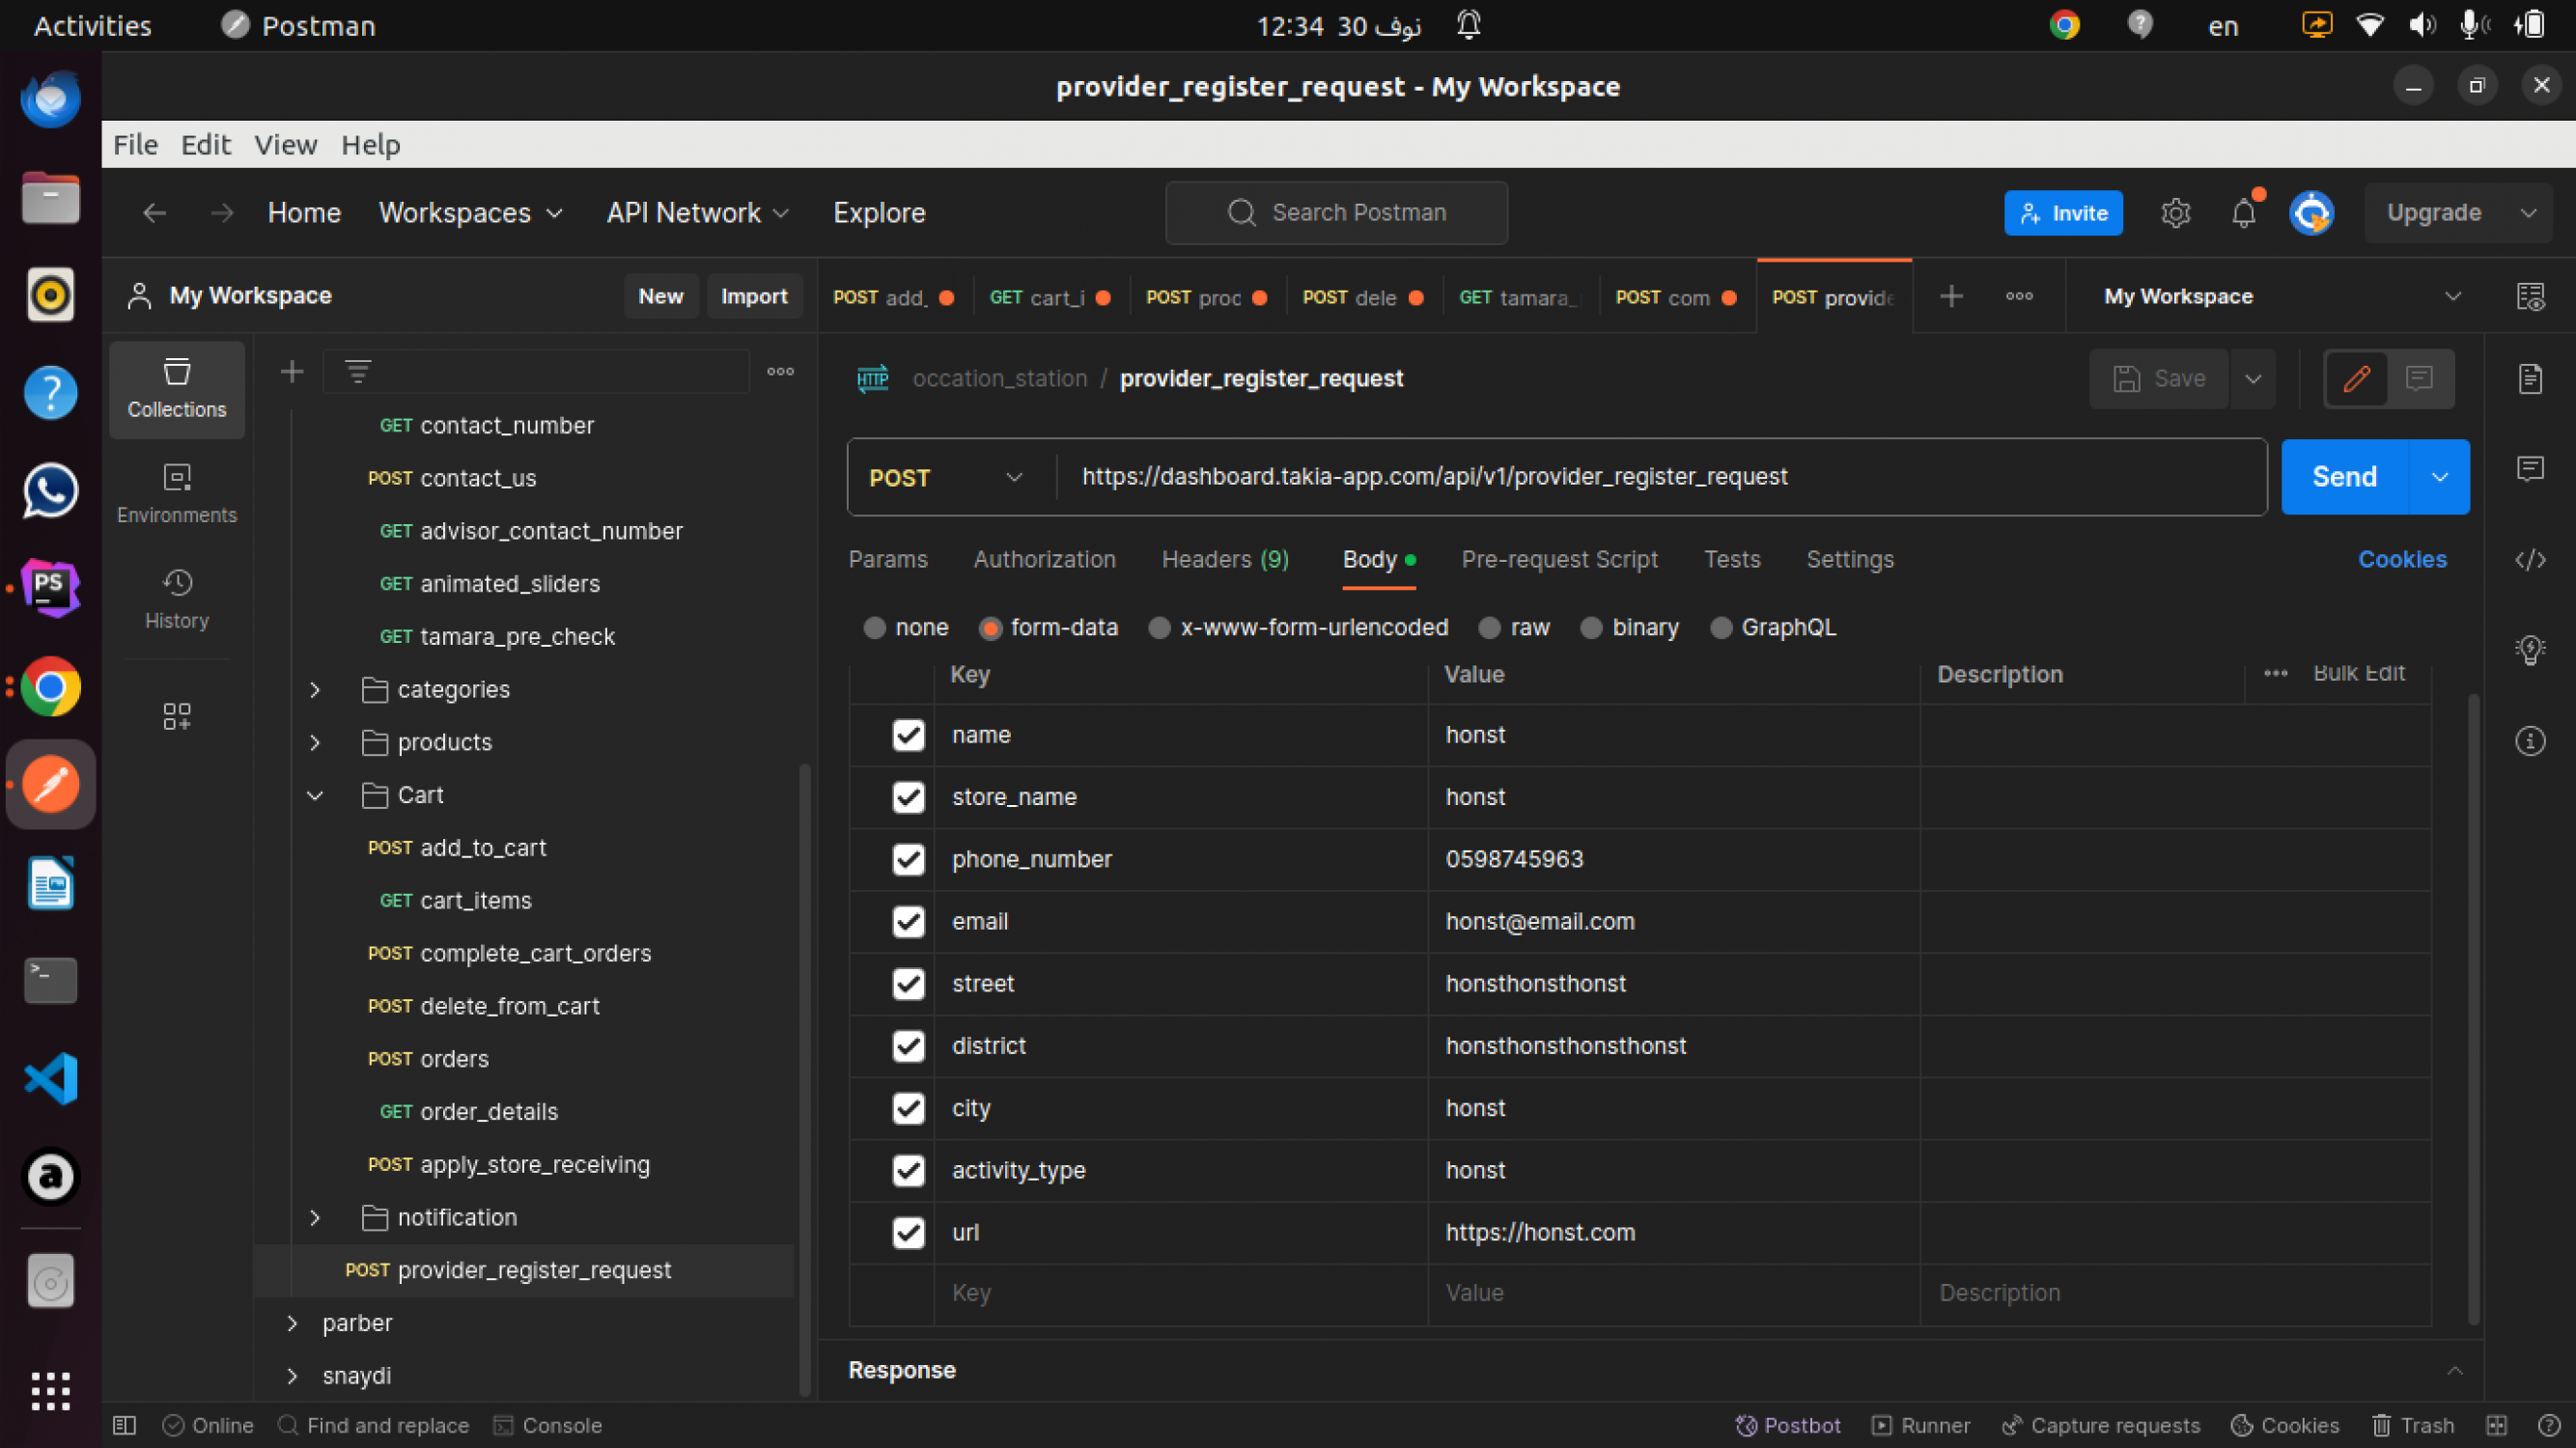 Activities
Postman
12:34 30 نوف
en
provider_register_request - My Workspace
File Edit View Help
Home Workspaces API Network Explore
Search Postman
Invite
Upgrade
My Workspace
New Import
POST add_
GET cart_i
POST proc
POST dele
GET tamara_
POST com
POST provide
My Workspace
Collections
Environments
History
GET contact_number
POST contact_us
GET advisor_contact_number
GET animated_sliders
GET tamara_pre_check
categories
products
Cart
POST add_to_cart
GET cart_items
POST complete_cart_orders
POST delete_from_cart
POST orders
GET order_details
POST apply_store_receiving
notification
POST provider_register_request
parber
snaydi
HTTP occation_station / provider_register_request
Save
POST https://dashboard.takia-app.com/api/v1/provider_register_request
Send
Params Authorization Headers (9) Body Pre-request Script Tests Settings
Cookies
none form-data x-www-form-urlencoded raw binary GraphQL
Key Value Description Bulk Edit
name honst
store_name honst
phone_number 0598745963
email honst@email.com
street honsthonsthonst
district honsthonsthonsthonst
city honst
activity_type honst
url https://honst.com
Key Value Description
Response
Online Find and replace Console
Postbot Runner Capture requests Cookies Trash
PS
a